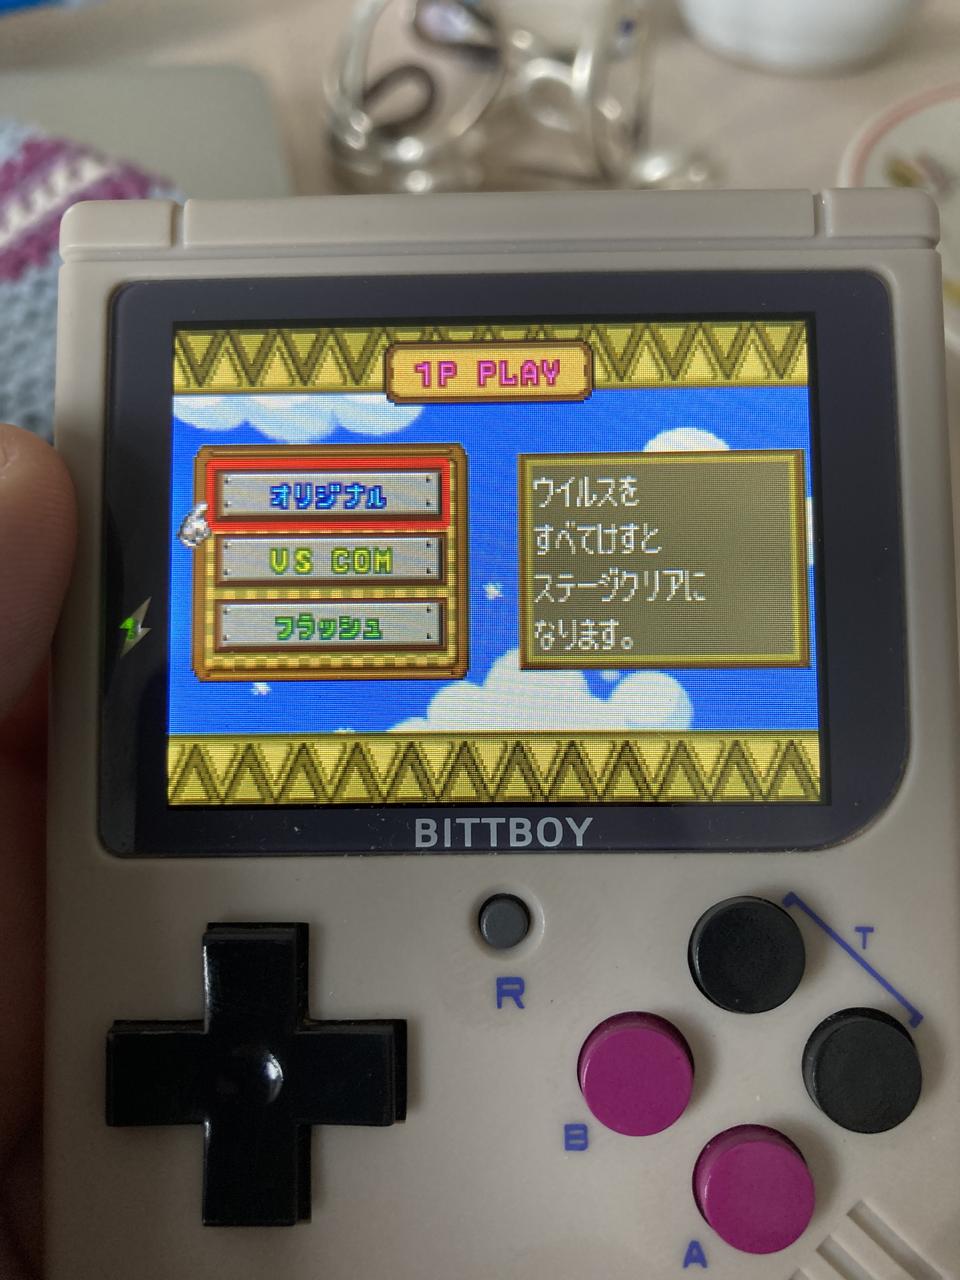 1P PLAY
オリジナル
VS COM
フラッシュ
ウイルスを
すべてけすと
ステージクリアに
なります。
BITTBOY
R
T
B
A